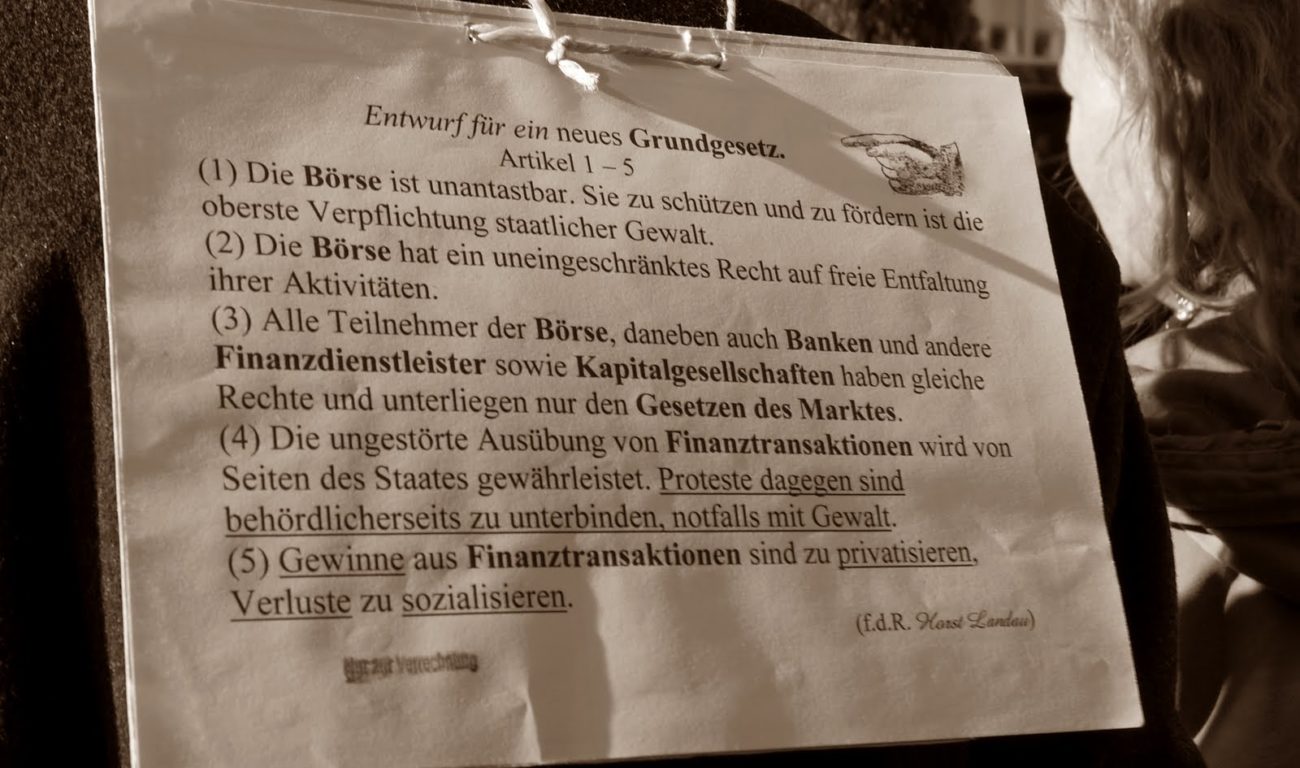 Entwurf für ein neues Grundgesetz.
Artikel 1 – 5
(1) Die Börse ist unantastbar. Sie zu schützen und zu fördern ist die
oberste Verpflichtung staatlicher Gewalt.
(2) Die Börse hat ein uneingeschränktes Recht auf freie Entfaltung
ihrer Aktivitäten.
(3) Alle Teilnehmer der Börse, daneben auch Banken und andere
Finanzdienstleister sowie Kapitalgesellschaften haben gleiche
Rechte und unterliegen nur den Gesetzen des Marktes.
(4) Die ungestörte Ausübung von Finanztransaktionen wird von
Seiten des Staates gewährleistet. Proteste dagegen sind
behördlicherseits zu unterbinden, notfalls mit Gewalt.
(5) Gewinne aus Finanztransaktionen sind zu privatisieren,
Verluste zu sozialisieren.
(f.d.R. Horst Landau)
Nur zur Verrechnung